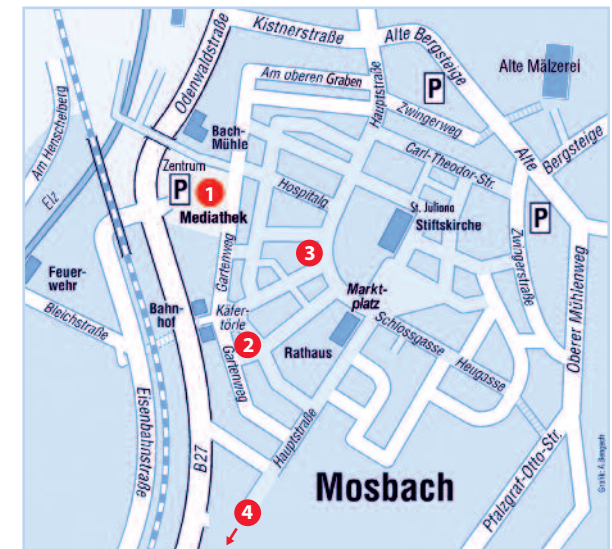 Kistnerstraße
Alte Bergsteige
Odenwaldstraße
Am oberen Graben
Hauptstraße
P
Alte Mälzerei
Zwingerweg
Am Henschelberg
Bach-
Mühle
Carl-Theodor-Str.
Alte
Bergsteige
Zentrum
P
1
Mediathek
Hospitalg.
St. Juliana
Stiftskirche
P
Elz
Gartenweg
3
Zwingerstraße
Feuer-
wehr
Bleichstraße
Bahn-
hof
Käfer-
törle
Markt-
platz
2
Rathaus
Schlossgasse
Heugasse
Oberer Mühlenweg
Gartenweg
Eisenbahnstraße
B27
Hauptstraße
Mosbach
Pfalzgraf-Otto-Str.
4